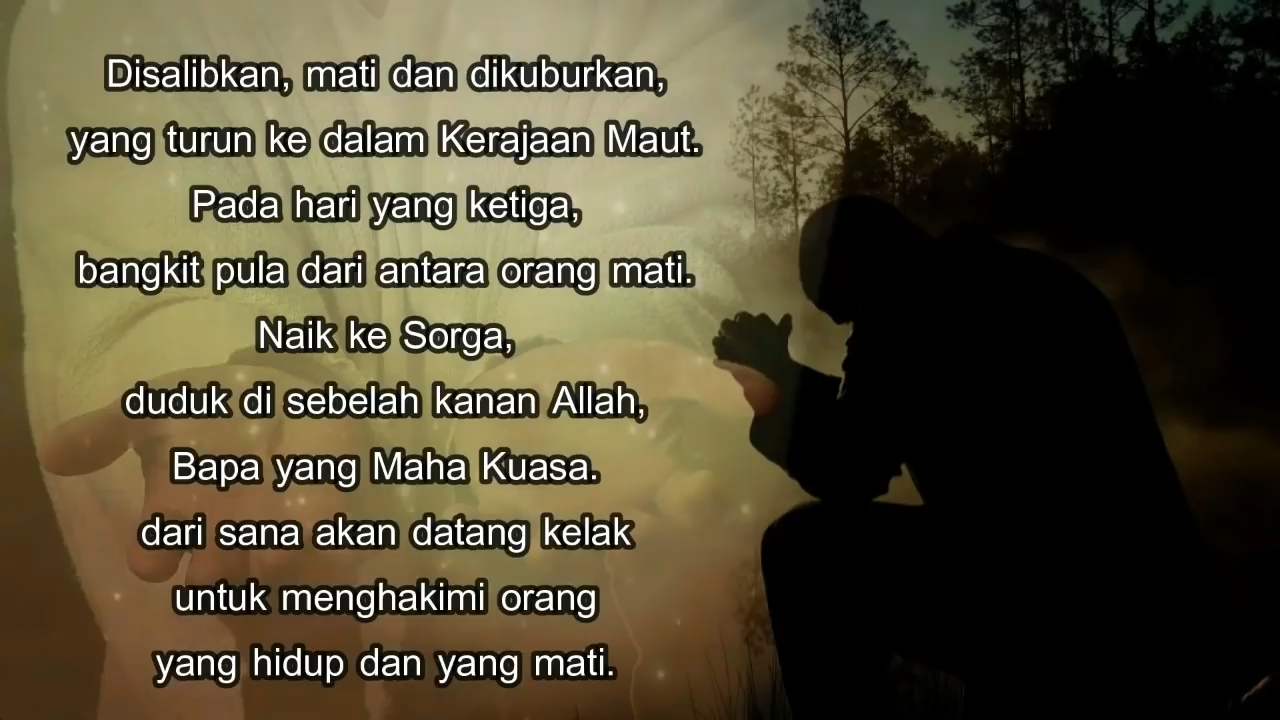 Disalibkan, mati dan dikuburkan,
yang turun ke dalam Kerajaan Maut.
Pada hari yang ketiga,
bangkit pula dari antara orang mati.
Naik ke Sorga,
duduk di sebelah kanan Allah,
Bapa yang Maha Kuasa.
dari sana akan datang kelak
untuk menghakimi orang
yang hidup dan yang mati.